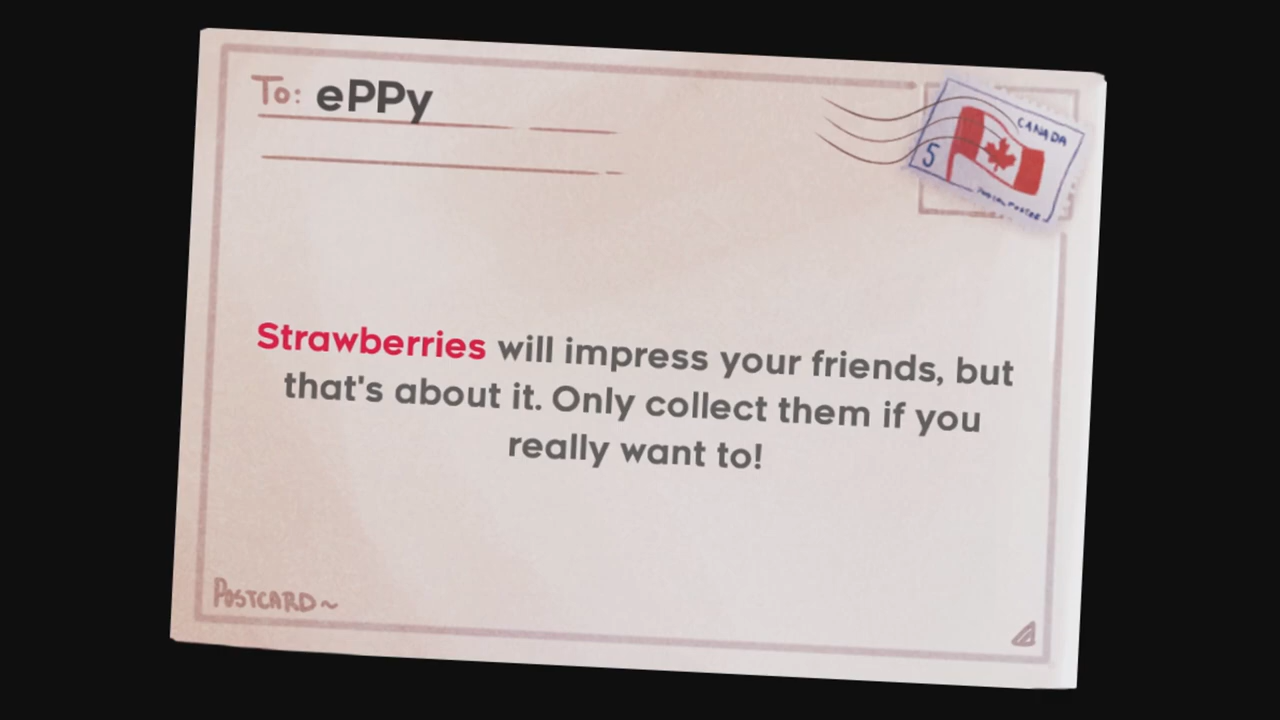 To: ePPy
CANADA
5
Strawberries will impress your friends, but
that's about it. Only collect them if you
really want to!
POSTCARD~